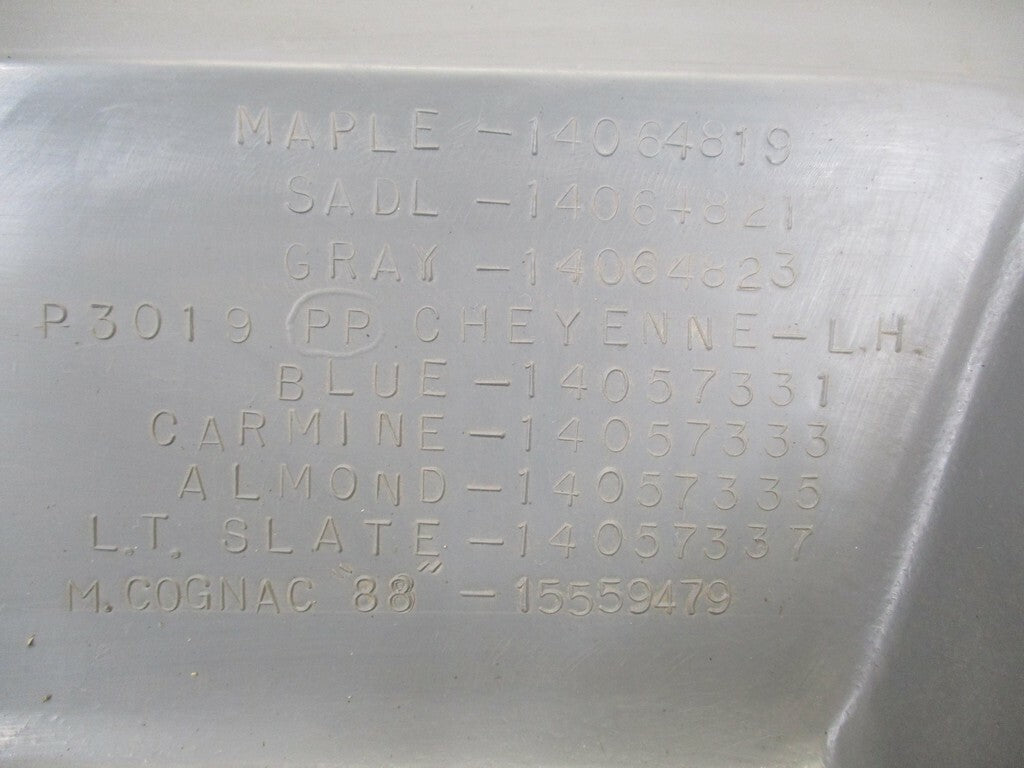 MAPLE - 14064819
SADL - 14064821
GRAY - 14064823
P.3019 PP. CHEYENNE - L.H.
BLUE - 14057331
CARMINE - 14057333
ALMOND - 14057335
L.T. SLATE - 14057337
M. COGNAC "88" - 15559479